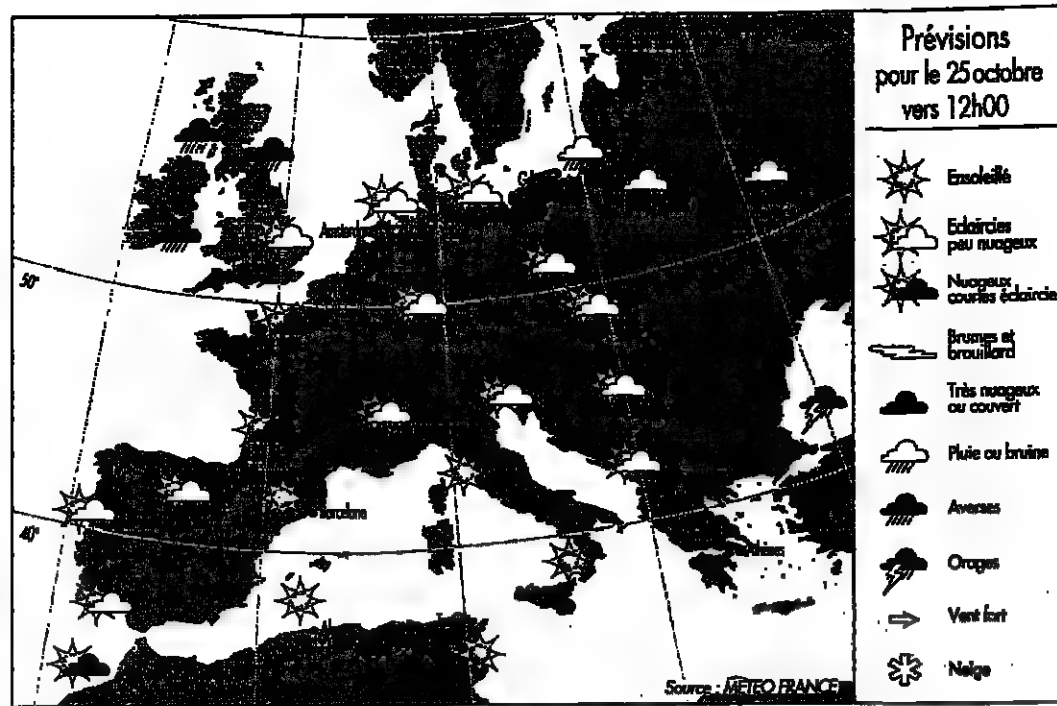 Prévisions
pour le 25 octobre
vers 12h00
Ensoleillé
Eclaircies
peu nuageux
Nuageux
courtes éclaircies
Brumes et
brouillard
Très nuageux
ou couvert
Pluie ou bruine
Averses
Orages
Vent fort
Neige
50°
40°
Amsterdam
Barcelone
Athènes
Source : METEO FRANCE